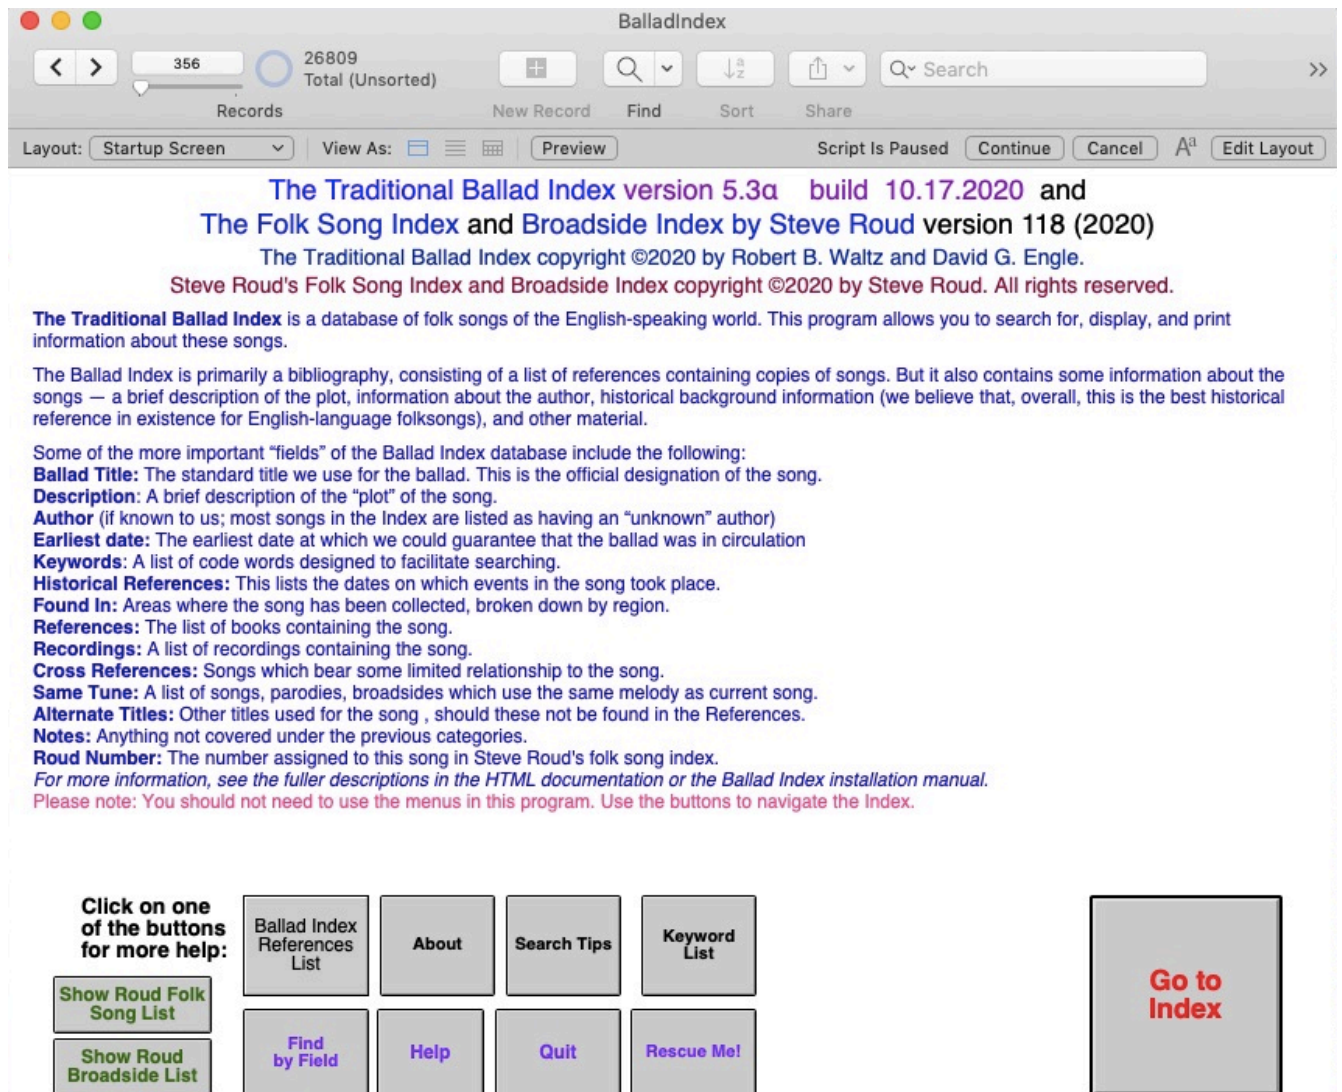 BalladIndex
356
26809
Total (Unsorted)
Search
Records
New Record
Find
Sort
Share
Layout: Startup Screen
View As:
Preview
Script Is Paused
Continue
Cancel
Aa
Edit Layout
The Traditional Ballad Index version 5.3α build 10.17.2020 and
The Folk Song Index and Broadside Index by Steve Roud version 118 (2020)
The Traditional Ballad Index copyright ©2020 by Robert B. Waltz and David G. Engle.
Steve Roud's Folk Song Index and Broadside Index copyright ©2020 by Steve Roud. All rights reserved.
The Traditional Ballad Index is a database of folk songs of the English-speaking world. This program allows you to search for, display, and print
information about these songs.
The Ballad Index is primarily a bibliography, consisting of a list of references containing copies of songs. But it also contains some information about the
songs — a brief description of the plot, information about the author, historical background information (we believe that, overall, this is the best historical
reference in existence for English-language folksongs), and other material.
Some of the more important “fields” of the Ballad Index database include the following:
Ballad Title: The standard title we use for the ballad. This is the official designation of the song.
Description: A brief description of the “plot” of the song.
Author (if known to us; most songs in the Index are listed as having an “unknown” author)
Earliest date: The earliest date at which we could guarantee that the ballad was in circulation
Keywords: A list of code words designed to facilitate searching.
Historical References: This lists the dates on which events in the song took place.
Found In: Areas where the song has been collected, broken down by region.
References: The list of books containing the song.
Recordings: A list of recordings containing the song.
Cross References: Songs which bear some limited relationship to the song.
Same Tune: A list of songs, parodies, broadsides which use the same melody as current song.
Alternate Titles: Other titles used for the song , should these not be found in the References.
Notes: Anything not covered under the previous categories.
Roud Number: The number assigned to this song in Steve Roud's folk song index.
For more information, see the fuller descriptions in the HTML documentation or the Ballad Index installation manual.
Please note: You should not need to use the menus in this program. Use the buttons to navigate the Index.
Click on one
of the buttons
for more help:
Ballad Index
References
List
About
Search Tips
Keyword
List
Go to
Index
Show Roud Folk
Song List
Show Roud
Broadside List
Find
by Field
Help
Quit
Rescue Me!